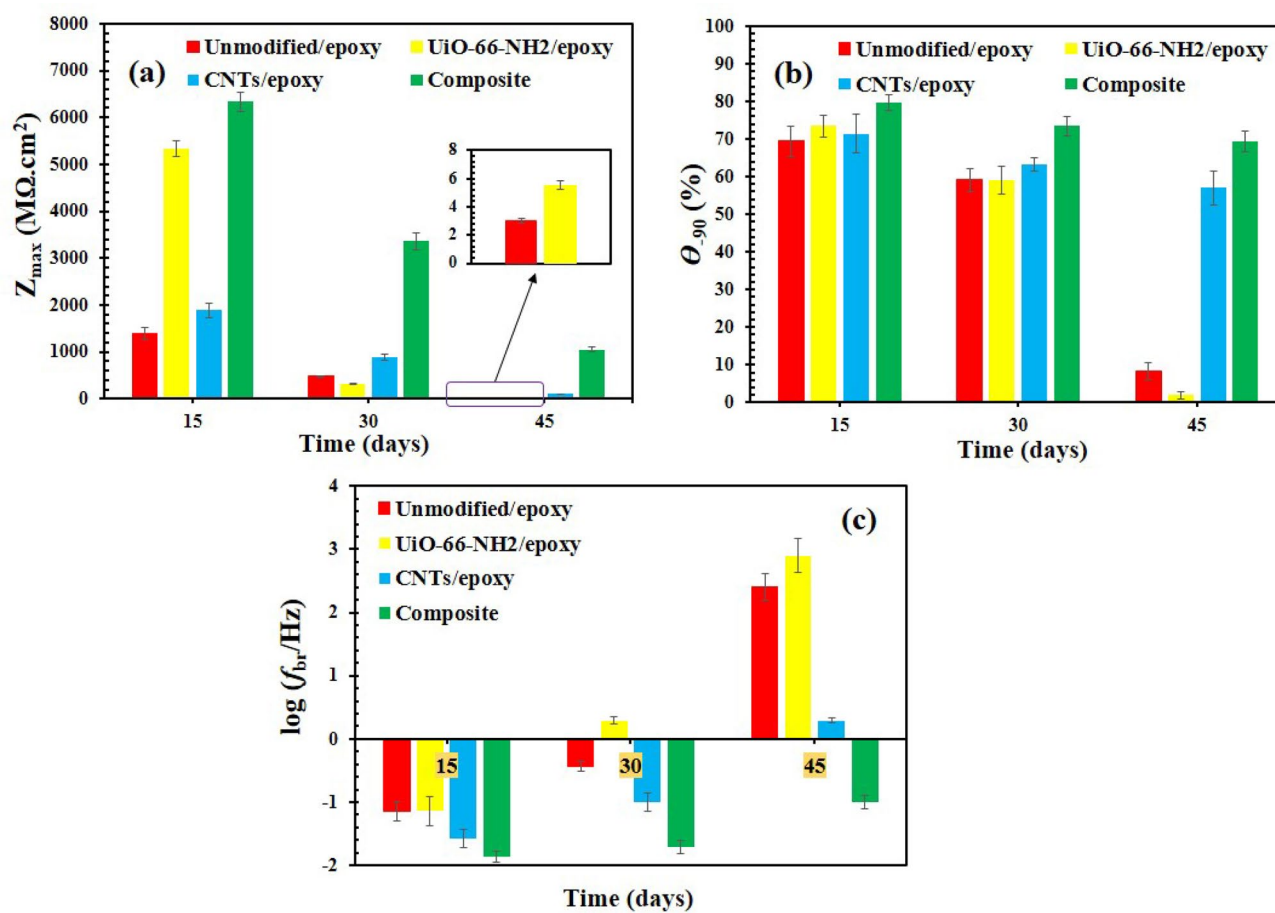 8000
7000
6000
5000
4000
3000
2000
1000
0
Zmax (MΩ.cm²)
Unmodified/epoxy
UiO-66-NH2/epoxy
CNTs/epoxy
Composite
(a)
8
6
4
2
0
15
30
45
Time (days)
100
90
80
70
60
50
40
30
20
10
0
Θ-90 (%)
Unmodified/epoxy
UiO-66-NH2/epoxy
CNTs/epoxy
Composite
(b)
15
30
45
Time (days)
4
3
2
1
0
-1
-2
log (fbr/Hz)
Unmodified/epoxy
UiO-66-NH2/epoxy
CNTs/epoxy
Composite
(c)
15
30
45
Time (days)